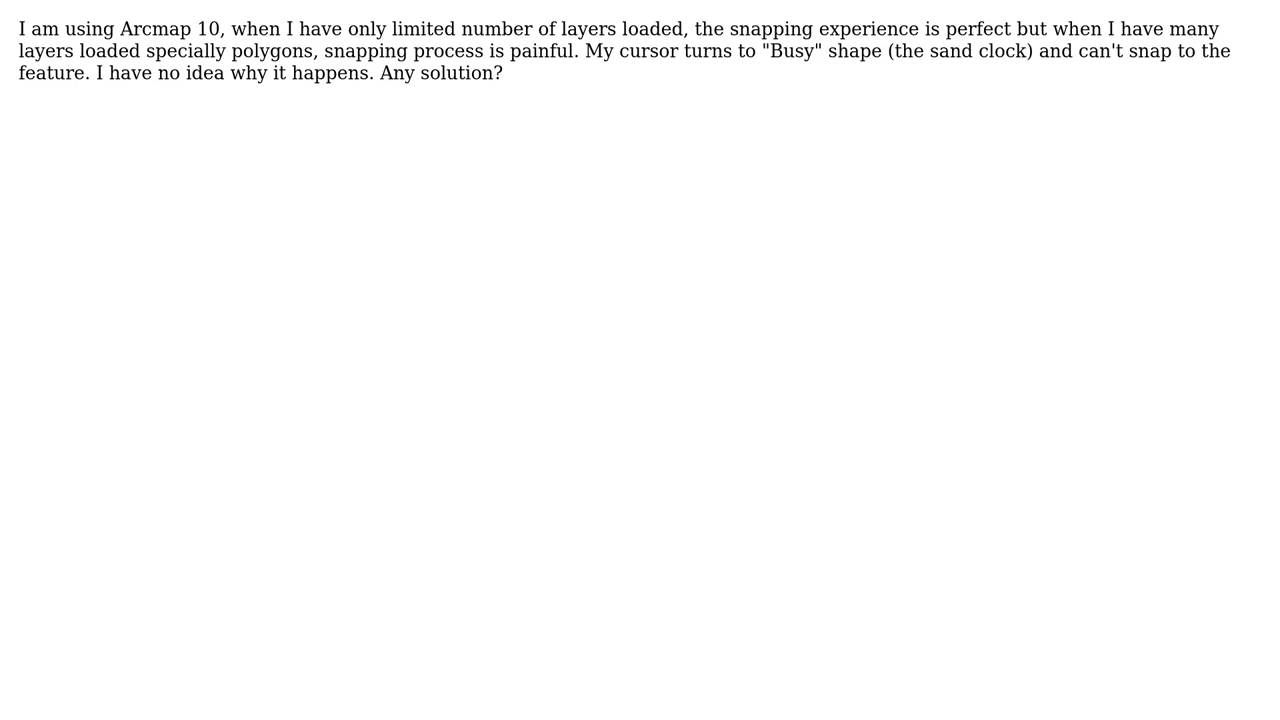 I am using Arcmap 10, when I have only limited number of layers loaded, the snapping experience is perfect but when I have many
layers loaded specially polygons, snapping process is painful. My cursor turns to "Busy" shape (the sand clock) and can't snap to the
feature. I have no idea why it happens. Any solution?